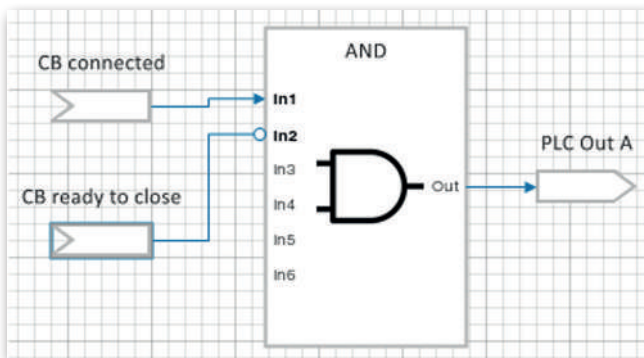 AND
CB connected
In1
In2
PLC Out A
In3
CB ready to close
Out
In4
In5
In6